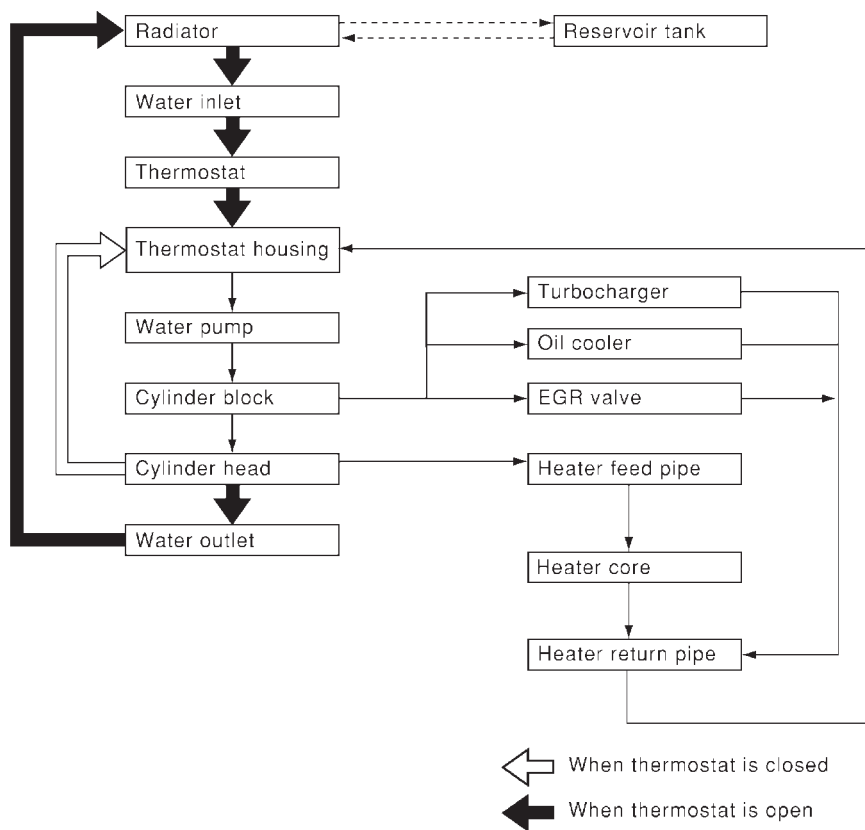 Radiator
Reservoir tank
Water inlet
Thermostat
Thermostat housing
Turbocharger
Water pump
Oil cooler
Cylinder block
EGR valve
Cylinder head
Heater feed pipe
Water outlet
Heater core
Heater return pipe
When thermostat is closed
When thermostat is open